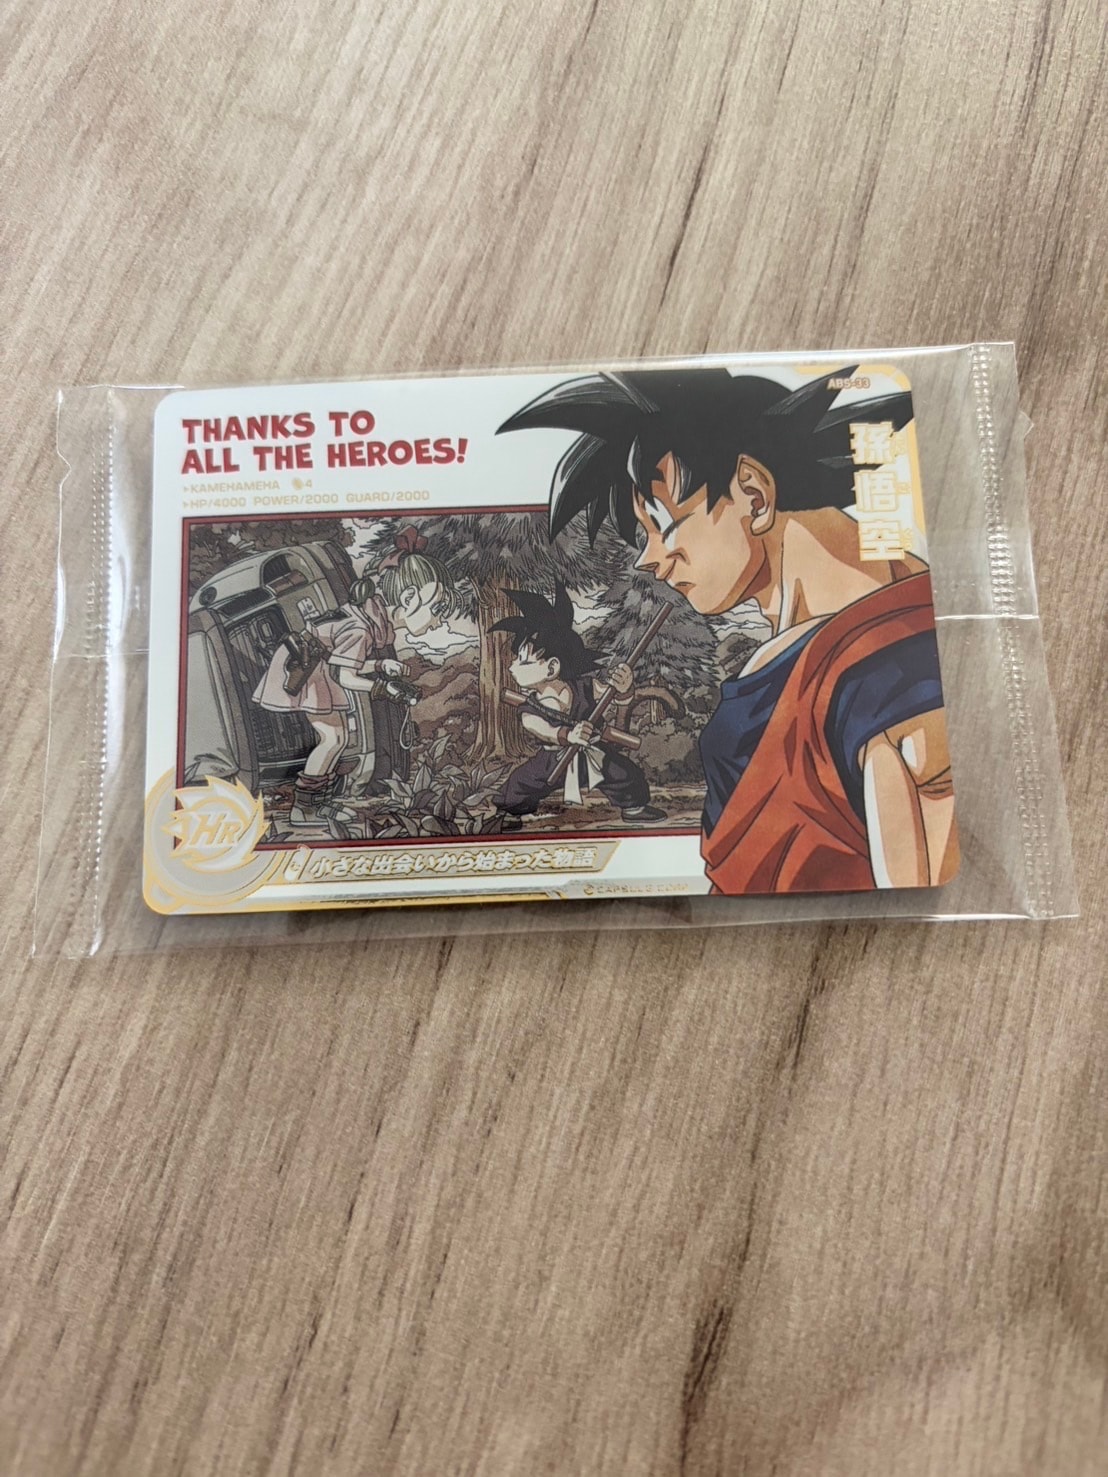 THANKS TO
ALL THE HEROES!
KAMEHAMEHA 4
HP/4000 POWER/2000 GUARD/2000
ABS-33
孫悟空
HR
小さな出会いから始まった物語
CAPSULE CORP